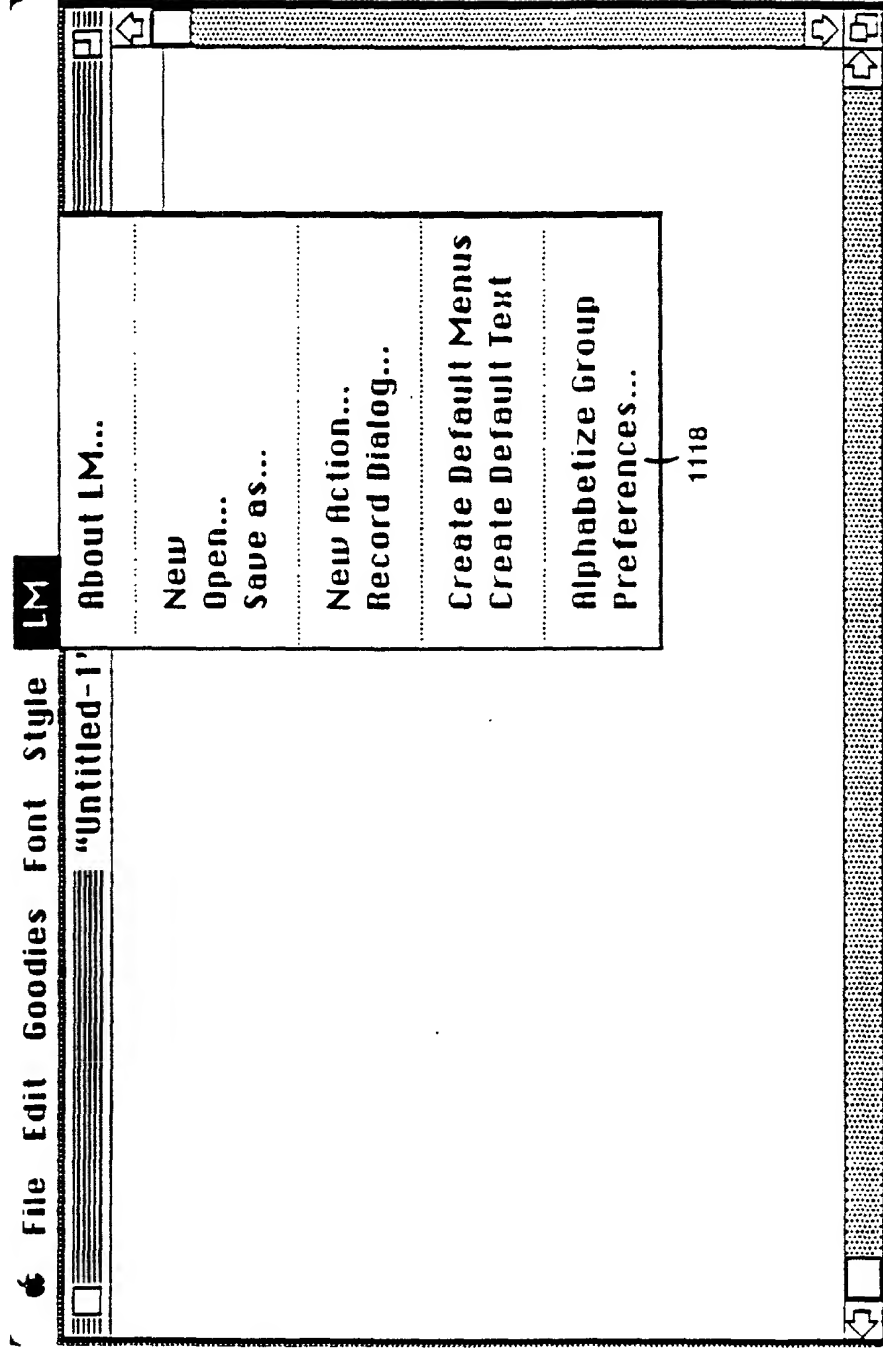 File Edit Goodies Font Style LM
"Untitled-1"
About LM...
New
Open...
Save as...
New Action...
Record Dialog...
Create Default Menus
Create Default Text
Alphabetize Group
Preferences...
1118